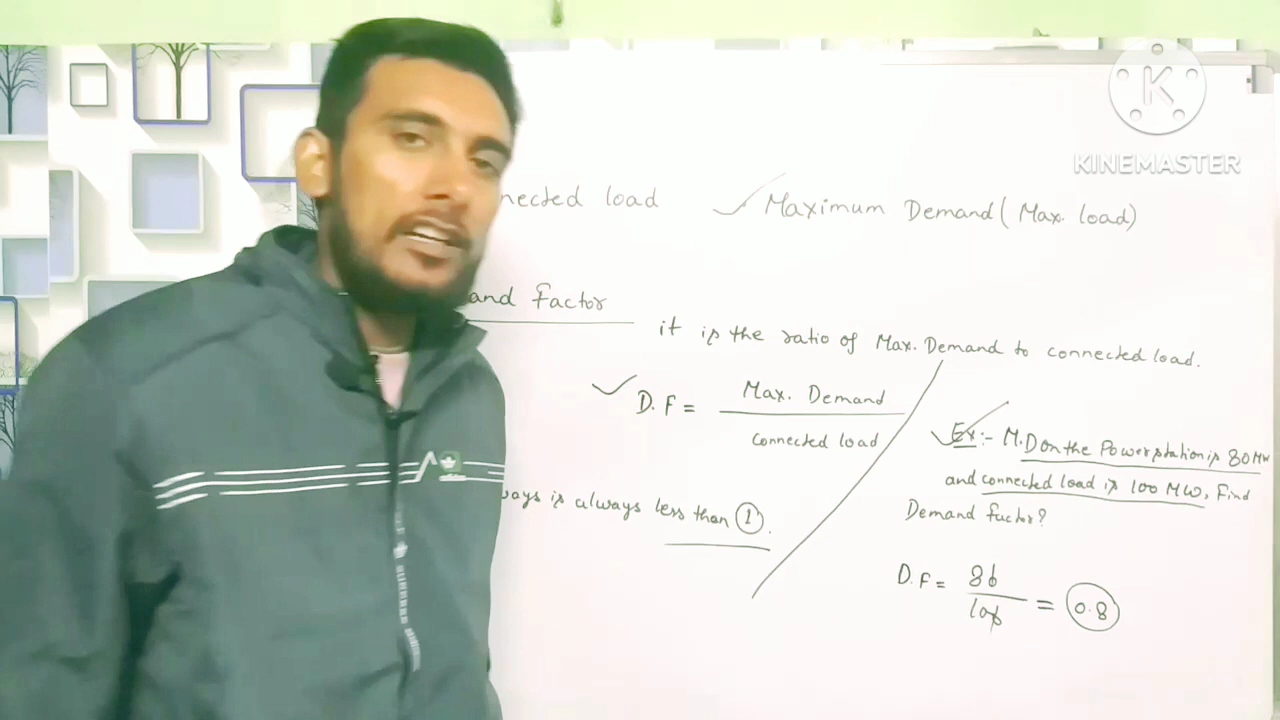 KINEMASTER
nected load
Maximum Demand (Max. load)
and Factor
it is the ratio of Max. Demand to connected load.
D.F = Max. Demand
connected load
Ex:- M.D on the Power station is 80 MW
and connected load is 100 MW, Find
Demand factor?
ways is always less than 1.
D.F = 80
100
= 0.8